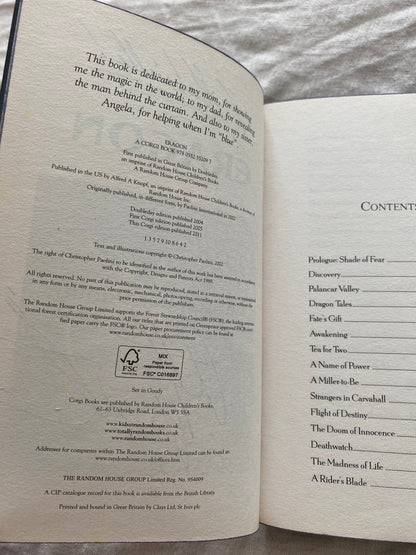 This book is dedicated to my mom, for showing
me the magic in the world; to my dad, for revealing
the man behind the curtain. And also to my sister,
Angela, for helping when I'm "blue"
ERAGON
A CORGI BOOK 978 0552 55209 7
First published in Great Britain by Doubleday,
an imprint of Random House Children's Books
A Random House Group Company
Published in the US by Alfred A Knopf, an imprint of Random House Children's Books, a division of
Random House Inc.
Originally published, in different form, by Paolini International in 2002
Doubleday edition published 2004
First Corgi edition published 2005
This Corgi edition published 2011
1 3 5 7 9 10 8 6 4 2
Text and illustrations copyright © Christopher Paolini, 2002
The right of Christopher Paolini to be identified as the author of this work has been asserted in accordance
with the Copyright, Designs and Patents Act 1988.
All rights reserved. No part of this publication may be reproduced, stored in a retrieval system, or transmitted
in any form or by any means, electronic, mechanical, photocopying, recording or otherwise, without the
prior permission of the publishers.
The Random House Group Limited supports the Forest Stewardship Council® (FSC®), the leading interna-
tional forest certification organisation. All our titles that are printed on Greenpeace approved FSC® certi-
fied paper carry the FSC® logo. Our paper procurement policy can be found at
www.randomhouse.co.uk/environment
FSC
www.fsc.org
MIX
Paper from
responsible sources
FSC® C016897
Set in Goudy
Corgi Books are published by Random House Children's Books,
61–63 Uxbridge Road, London W5 5SA
www.kidsatrandomhouse.co.uk
www.totallyrandombooks.co.uk
www.randomhouse.co.uk
Addresses for companies within The Random House Group Limited can be found at:
www.randomhouse.co.uk/offices.htm
THE RANDOM HOUSE GROUP Limited Reg. No. 954009
A CIP catalogue record for this book is available from the British Library.
Printed and bound in Great Britain by Clays Ltd, St Ives plc
CONTENTS
Prologue: Shade of Fear
Discovery
Palancar Valley
Dragon Tales
Fate's Gift
Awakening
Tea for Two
A Name of Power
A Miller-to-Be
Strangers in Carvahall
Flight of Destiny
The Doom of Innocence
Deathwatch
The Madness of Life
A Rider's Blade